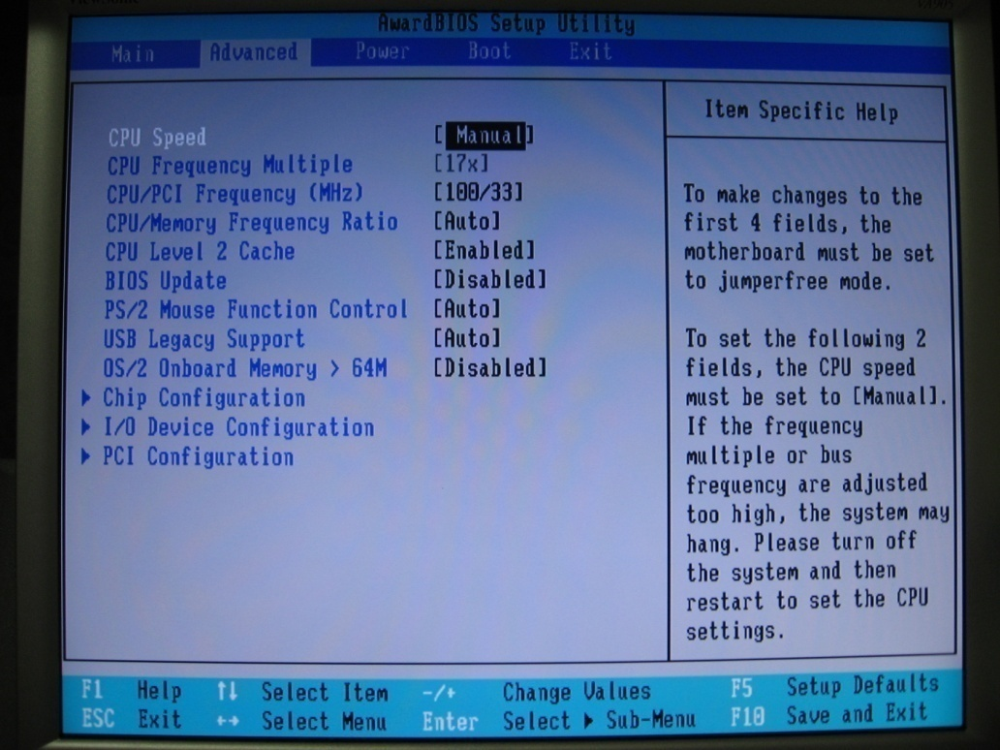 AwardBIOS Setup Utility
Main Advanced Power Boot Exit
Item Specific Help
CPU Speed [ Manual]
CPU Frequency Multiple [17x]
CPU/PCI Frequency (MHz) [100/33]
CPU/Memory Frequency Ratio [Auto]
CPU Level 2 Cache [Enabled]
BIOS Update [Disabled]
PS/2 Mouse Function Control [Auto]
USB Legacy Support [Auto]
OS/2 Onboard Memory > 64M [Disabled]
▶ Chip Configuration
▶ I/O Device Configuration
▶ PCI Configuration
To make changes to the
first 4 fields, the
motherboard must be set
to jumperfree mode.
To set the following 2
fields, the CPU speed
must be set to [Manual].
If the frequency
multiple or bus
frequency are adjusted
too high, the system may
hang. Please turn off
the system and then
restart to set the CPU
settings.
F1 Help ↑↓ Select Item -/+ Change Values F5 Setup Defaults
ESC Exit ←→ Select Menu Enter Select ▶ Sub-Menu F10 Save and Exit